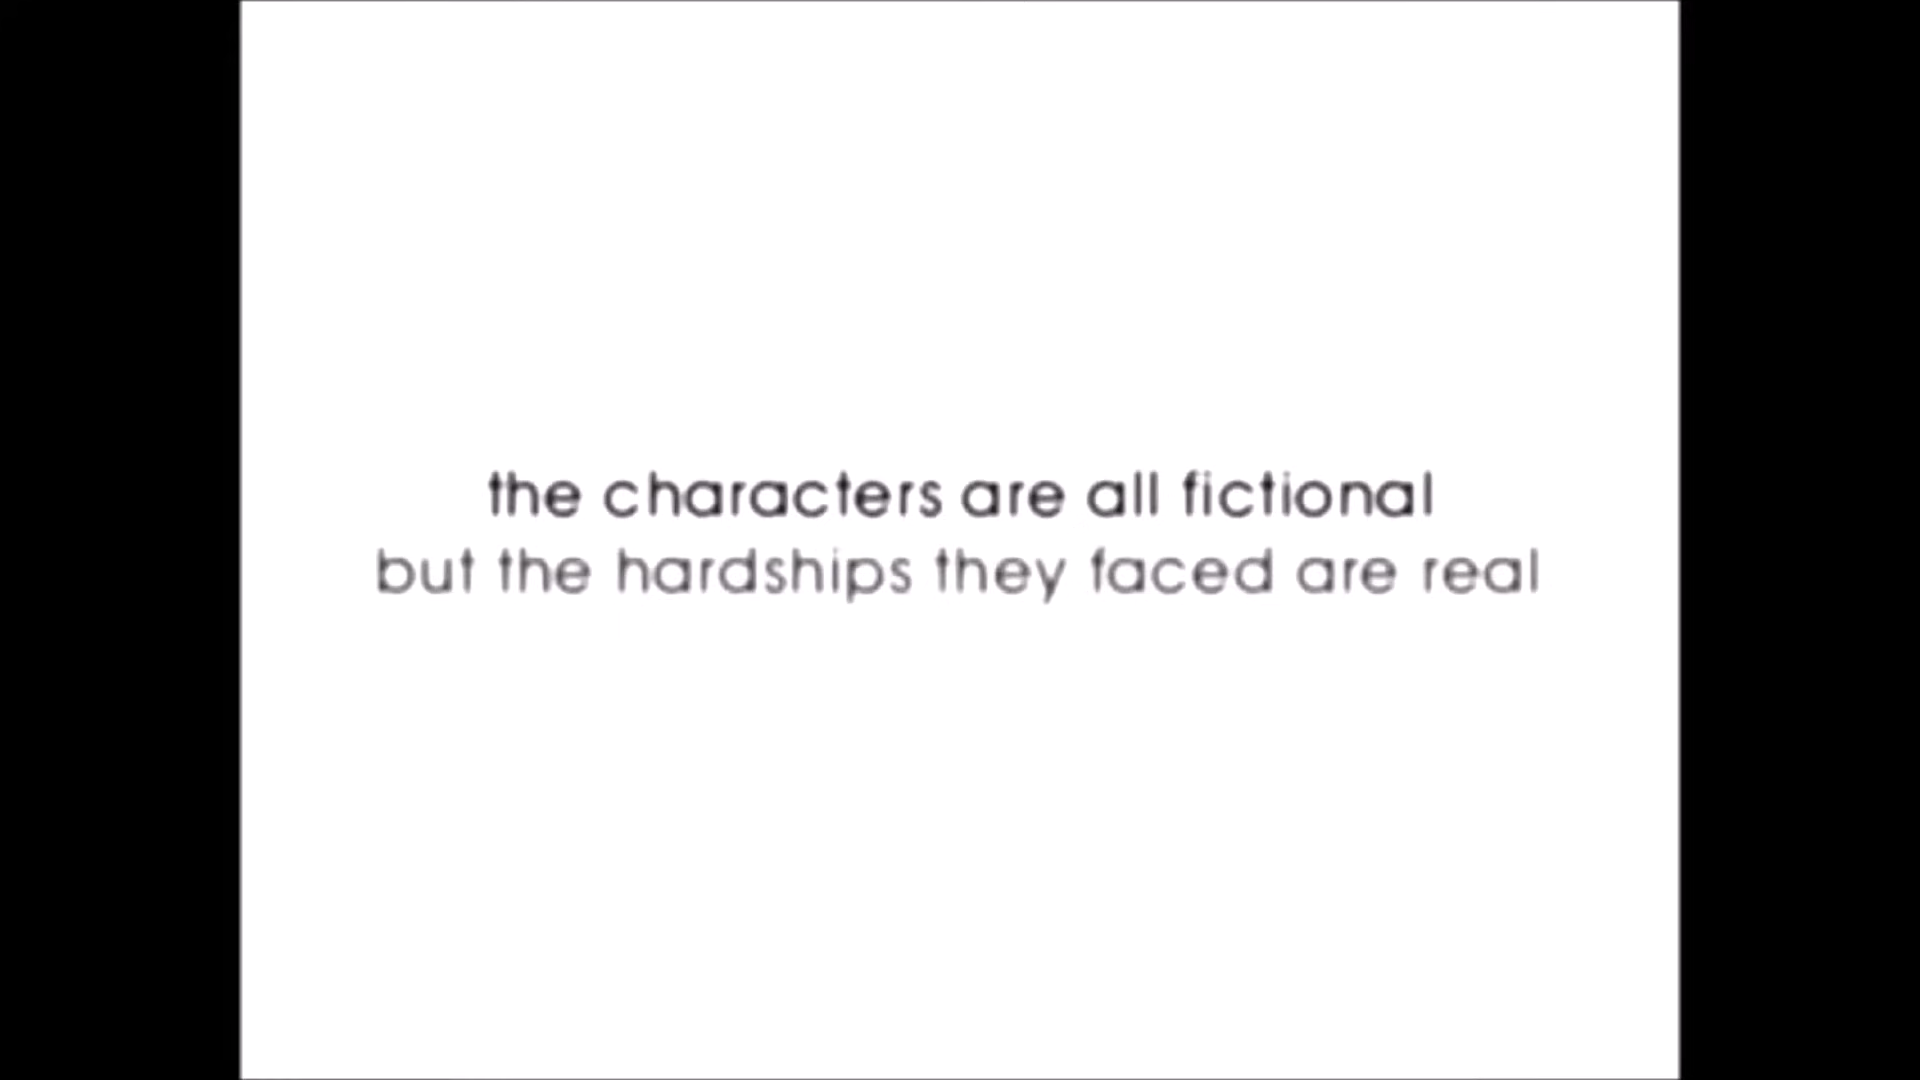 the characters are all fictional
but the hardships they faced are real